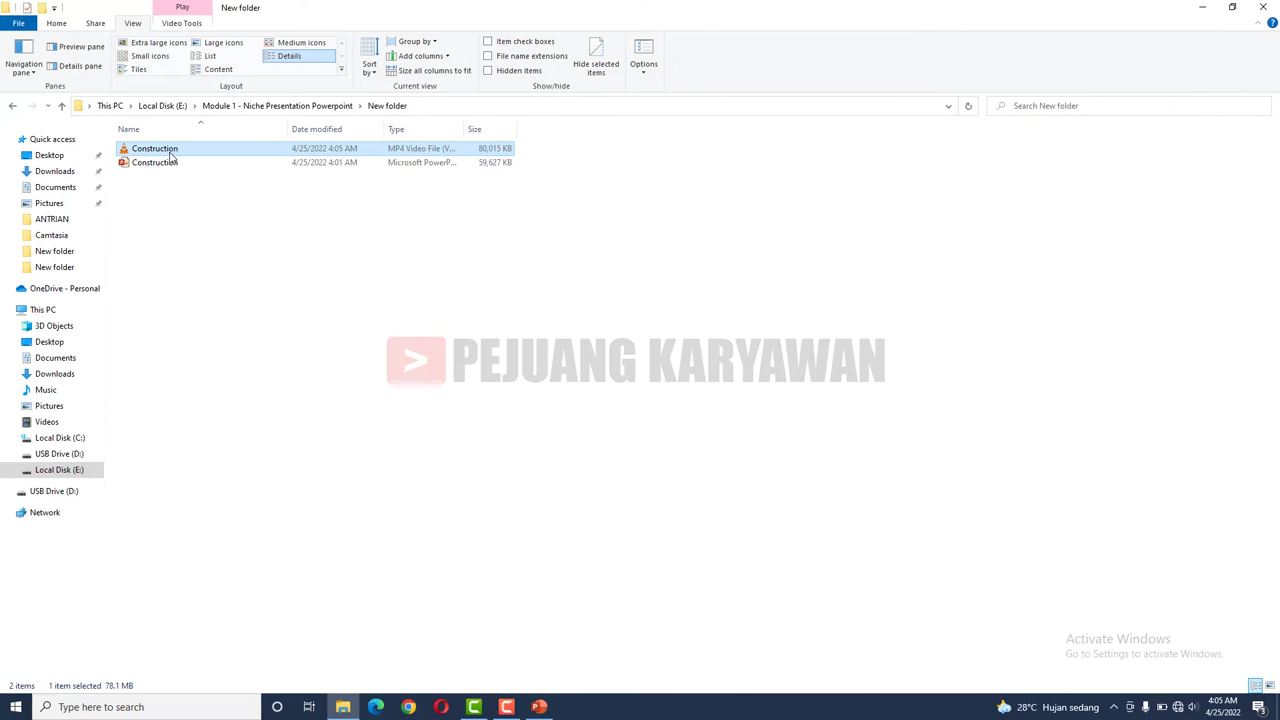 Play
New folder
File
Home
Share
View
Video Tools
Navigation pane
Preview pane
Details pane
Panes
Extra large icons
Large icons
Medium icons
Small icons
List
Details
Tiles
Content
Layout
Sort by
Group by
Add columns
Size all columns to fit
Current view
Item check boxes
File name extensions
Hidden items
Hide selected items
Show/hide
Options
This PC > Local Disk (E:) > Module 1 - Niche Presentation Powerpoint > New folder
Search New folder
Name Date modified Type Size
Construction 4/25/2022 4:05 AM MP4 Video File (V... 80,015 KB
Construction 4/25/2022 4:01 AM Microsoft PowerP... 59,627 KB
Quick access
Desktop
Downloads
Documents
Pictures
ANTRIAN
Camtasia
New folder
New folder
OneDrive - Personal
This PC
3D Objects
Desktop
Documents
Downloads
Music
Pictures
Videos
Local Disk (C:)
USB Drive (D:)
Local Disk (E:)
USB Drive (D:)
Network
> PEJUANG KARYAWAN
Activate Windows
Go to Settings to activate Windows.
2 items 1 item selected 78.1 MB
Type here to search
28°C Hujan sedang
4:05 AM
4/25/2022